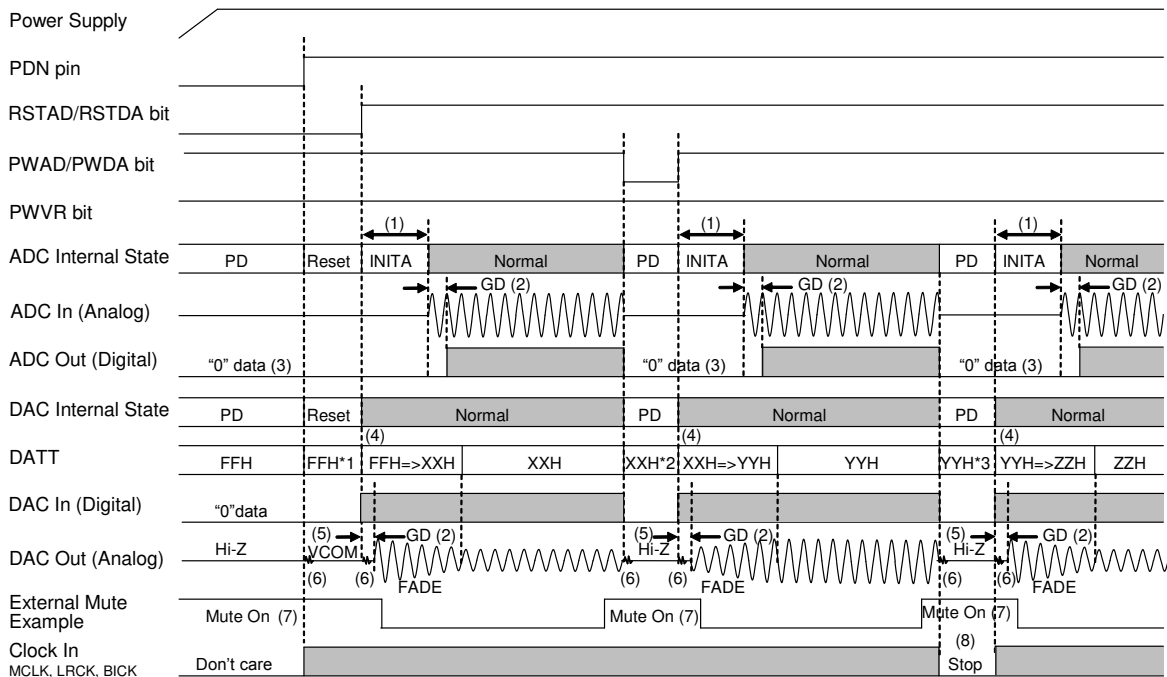 Power Supply
PDN pin
RSTAD/RSTDA bit
PWAD/PWDA bit
PWVR bit
(1) (1) (1)
ADC Internal State PD Reset INITA Normal PD INITA Normal PD INITA Normal
GD (2) GD (2) GD (2)
ADC In (Analog)
ADC Out (Digital) “0” data (3) “0” data (3) “0” data (3)
DAC Internal State PD Reset Normal PD Normal PD Normal
(4) (4) (4)
DATT FFH FFH*1 FFH=>XXH XXH XXH*2 XXH=>YYH YYH YYH*3 YYH=>ZZH ZZH
DAC In (Digital) “0”data
(5) GD (2) (5) GD (2) (5) GD (2)
DAC Out (Analog) Hi-Z VCOM Hi-Z Hi-Z
(6) (6) FADE (6) (6) FADE (6) (6) FADE
External Mute
Example Mute On (7) Mute On (7) Mute On (7)
Clock In
MCLK, LRCK, BICK Don't care (8) Stop